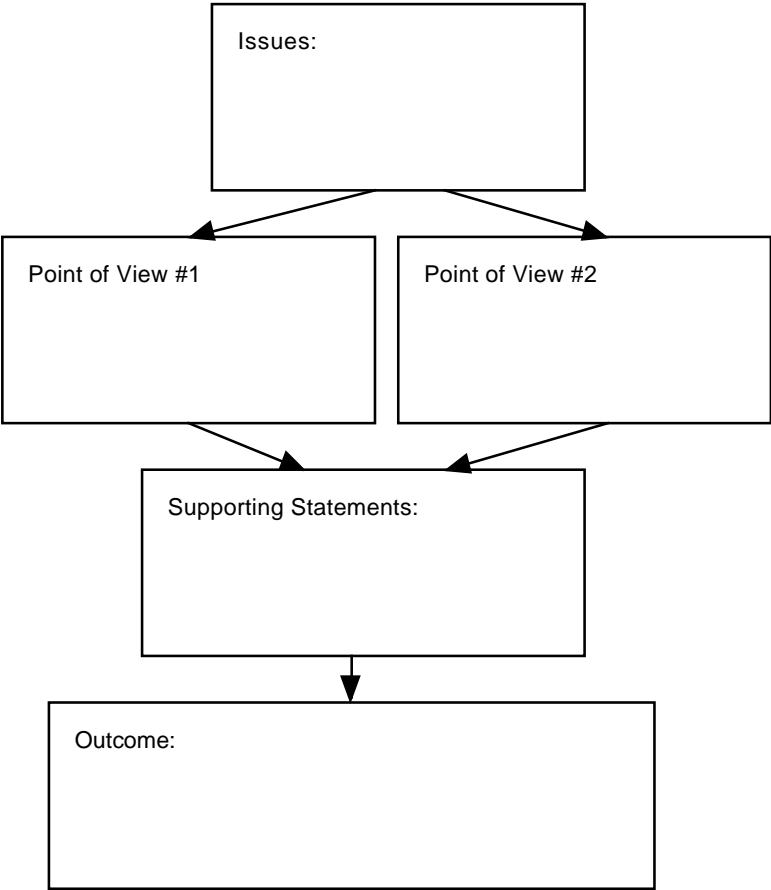 Issues:
Point of View #1
Point of View #2
Supporting Statements:
Outcome: